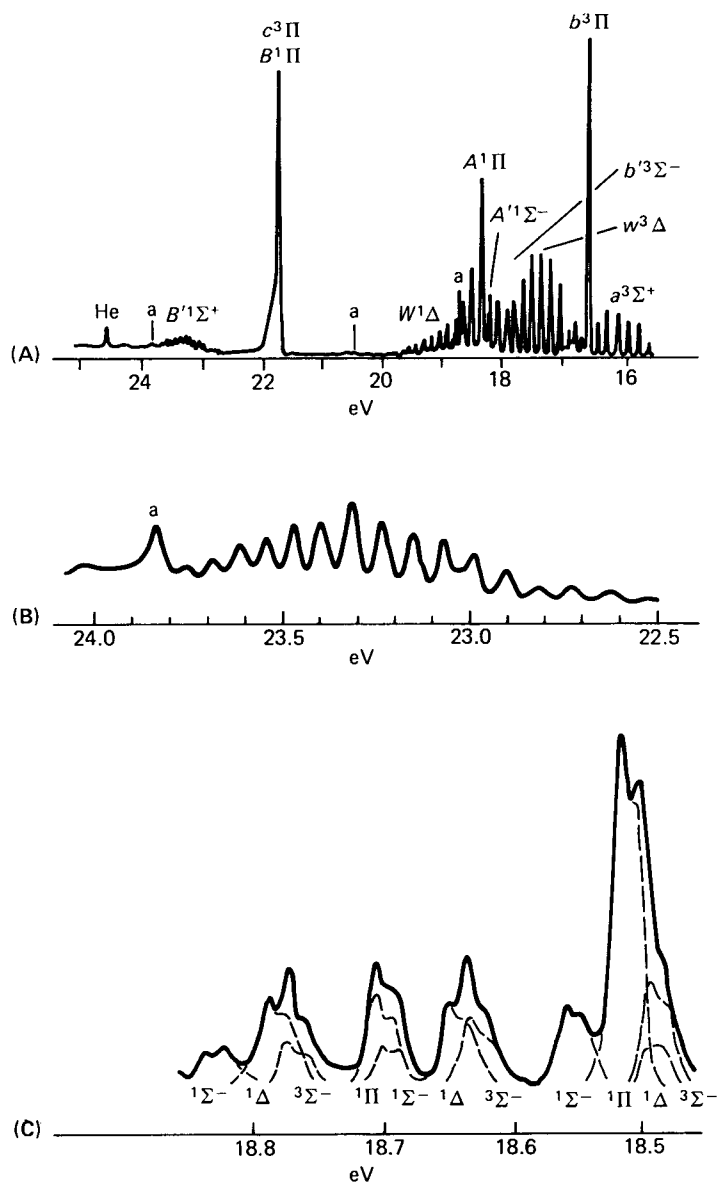 c³Π
B¹Π
b³Π
A¹Π
b′³Σ⁻
A′¹Σ⁻
w³Δ
a
a³Σ⁺
He
a
B′¹Σ⁺
a
W¹Δ
(A)
24 23 22 20 18 16
eV
a
(B)
24.0 23.5 23.0 22.5
eV
¹Σ⁻ ¹Δ ³Σ⁻ ¹Π ¹Σ⁻ ¹Δ ³Σ⁻ ¹Σ⁻ ¹Π ¹Δ ³Σ⁻
(C)
18.8 18.7 18.6 18.5
eV